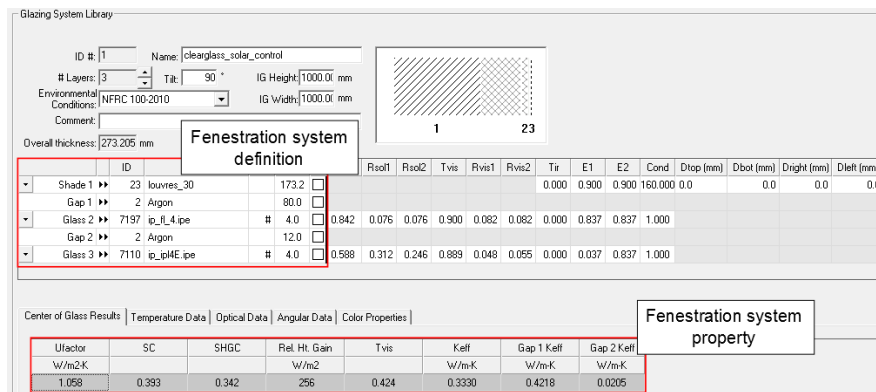 Glazing System Library
ID #: 1 Name: clearglass_solar_control
# Layers: 3 Tilt: 90 ° IG Height: 1000.0( mm
Environmental Conditions: NFRC 100-2010 IG Width: 1000.0( mm
Comment:
Overall thickness: 273.205 mm
1 23
Fenestration system
definition
ID Rsol1 Rsol2 Tvis Rvis1 Rvis2 Tir E1 E2 Cond Dtop (mm) Dbot (mm) Dright (mm) Dleft (mm
Shade 1 23 louvres_30 173.2 0.000 0.900 0.900 160.000 0.0 0.0 0.0 0.
Gap 1 2 Argon 80.0
Glass 2 7197 ip_fl_4.ipe # 4.0 0.842 0.076 0.076 0.900 0.082 0.082 0.000 0.837 0.837 1.000
Gap 2 2 Argon 12.0
Glass 3 7110 ip_ipl4E.ipe # 4.0 0.588 0.312 0.246 0.889 0.048 0.055 0.000 0.037 0.837 1.000
Center of Glass Results Temperature Data Optical Data Angular Data Color Properties
Fenestration system
property
Ufactor SC SHGC Rel. Ht. Gain Tvis Keff Gap 1 Keff Gap 2 Keff
W/m2-K W/m2 W/m-K W/m-K W/m-K
1.058 0.393 0.342 256 0.424 0.3330 0.4218 0.0205